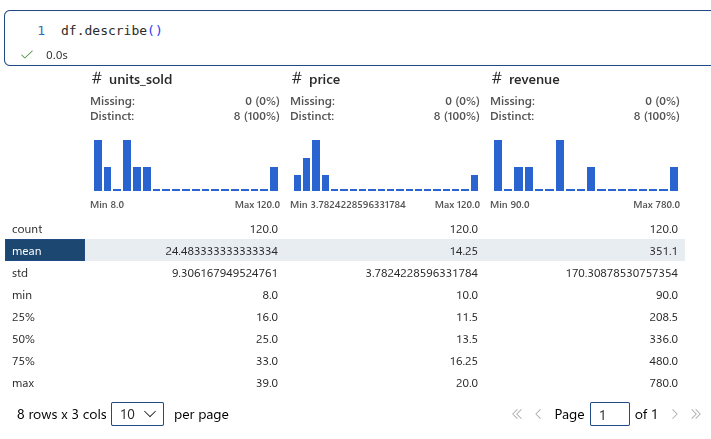 1 df.describe()
0.0s
# units_sold # price # revenue
Missing: 0 (0%) Missing: 0 (0%) Missing: 0 (0%)
Distinct: 8 (100%) Distinct: 8 (100%) Distinct: 8 (100%)
Min 8.0 Max 120.0 Min 3.7824228596331784 Max 120.0 Min 90.0 Max 780.0
count 120.0 120.0 120.0
mean 24.483333333333334 14.25 351.1
std 9.306167949524761 3.7824228596331784 170.30878530757354
min 8.0 10.0 90.0
25% 16.0 11.5 208.5
50% 25.0 13.5 336.0
75% 33.0 16.25 480.0
max 39.0 20.0 780.0
8 rows x 3 cols 10 per page Page 1 of 1